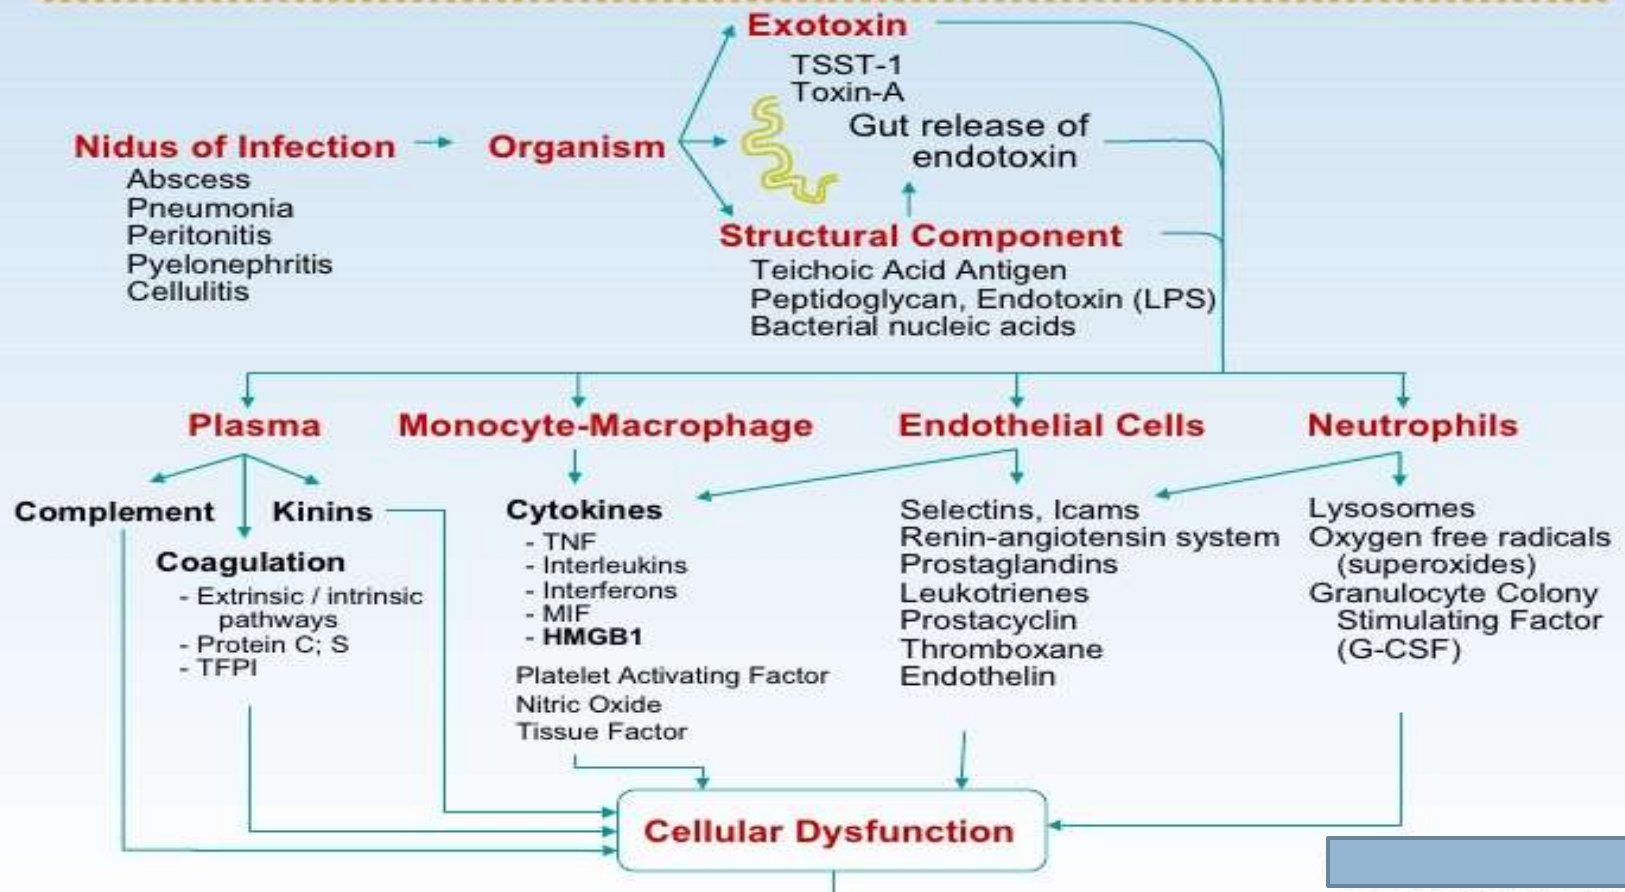 Exotoxin
TSST-1
Toxin-A
Gut release of
endotoxin
Nidus of Infection
Abscess
Pneumonia
Peritonitis
Pyelonephritis
Cellulitis
Organism
Structural Component
Teichoic Acid Antigen
Peptidoglycan, Endotoxin (LPS)
Bacterial nucleic acids
Plasma
Complement
Kinins
Coagulation
- Extrinsic / intrinsic
pathways
- Protein C; S
- TFPI
Monocyte-Macrophage
Cytokines
- TNF
- Interleukins
- Interferons
- MIF
- HMGB1
Platelet Activating Factor
Nitric Oxide
Tissue Factor
Endothelial Cells
Selectins, Icams
Renin-angiotensin system
Prostaglandins
Leukotrienes
Prostacyclin
Thromboxane
Endothelin
Neutrophils
Lysosomes
Oxygen free radicals
(superoxides)
Granulocyte Colony
Stimulating Factor
(G-CSF)
Cellular Dysfunction